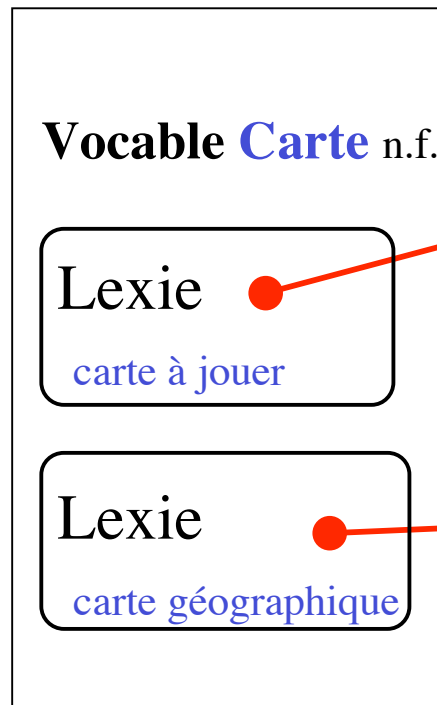 Vocable Carte n.f.
Lexie
carte à jouer
Lexie
carte géographique